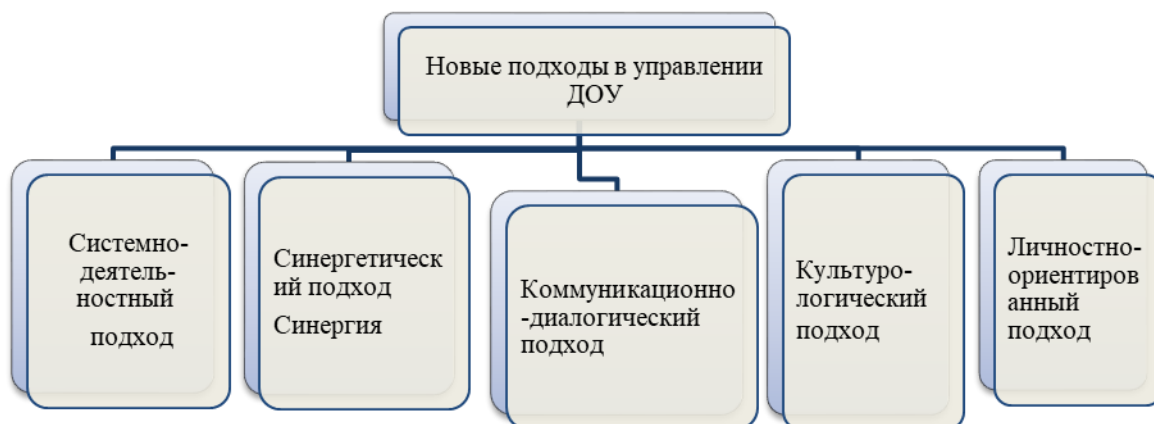 Новые подходы в управлении
ДОУ
Системно-
деятель-
ностный
подход
Синергетическ
ий подход
Синергия
Коммуникационно
-диалогический
подход
Культуро-
логический
подход
Личностно-
ориентиров
анный
подход